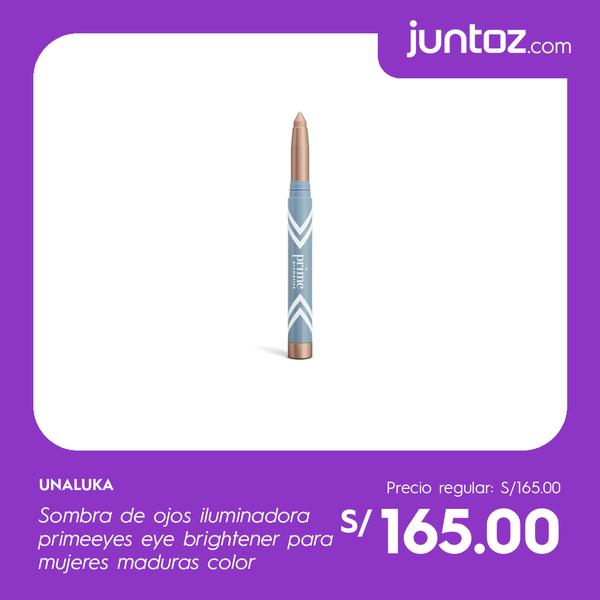 juntoz.com
prime
UNALUKA
Sombra de ojos iluminadora
primeeyes eye brightener para
mujeres maduras color
Precio regular: S/165.00
S/165.00